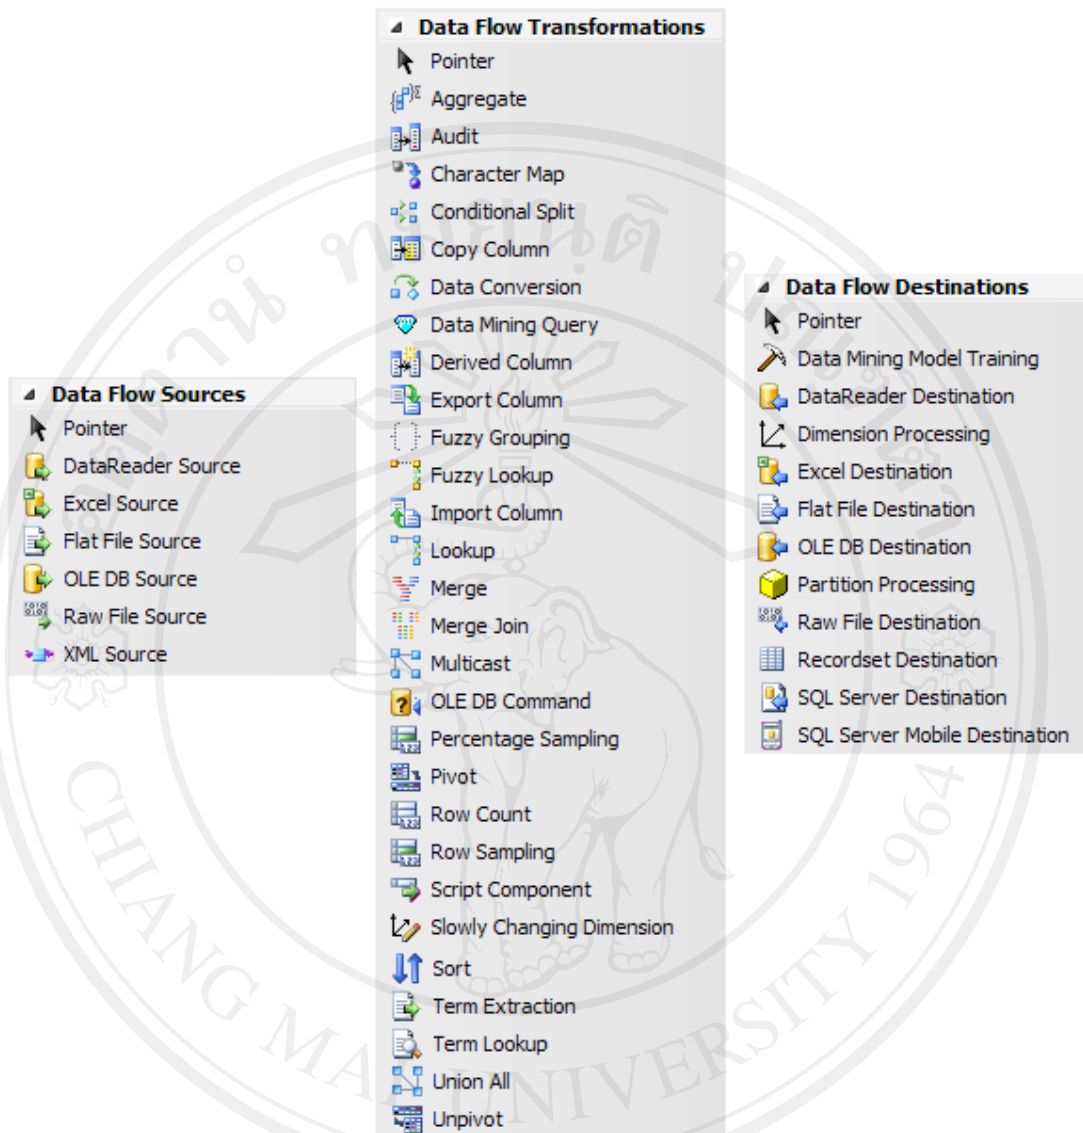 Data Flow Sources
Pointer
DataReader Source
Excel Source
Flat File Source
OLE DB Source
Raw File Source
XML Source
Data Flow Transformations
Pointer
Aggregate
Audit
Character Map
Conditional Split
Copy Column
Data Conversion
Data Mining Query
Derived Column
Export Column
Fuzzy Grouping
Fuzzy Lookup
Import Column
Lookup
Merge
Merge Join
Multicast
OLE DB Command
Percentage Sampling
Pivot
Row Count
Row Sampling
Script Component
Slowly Changing Dimension
Sort
Term Extraction
Term Lookup
Union All
Unpivot
Data Flow Destinations
Pointer
Data Mining Model Training
DataReader Destination
Dimension Processing
Excel Destination
Flat File Destination
OLE DB Destination
Partition Processing
Raw File Destination
Recordset Destination
SQL Server Destination
SQL Server Mobile Destination
CHIANG MAI UNIVERSITY 1964